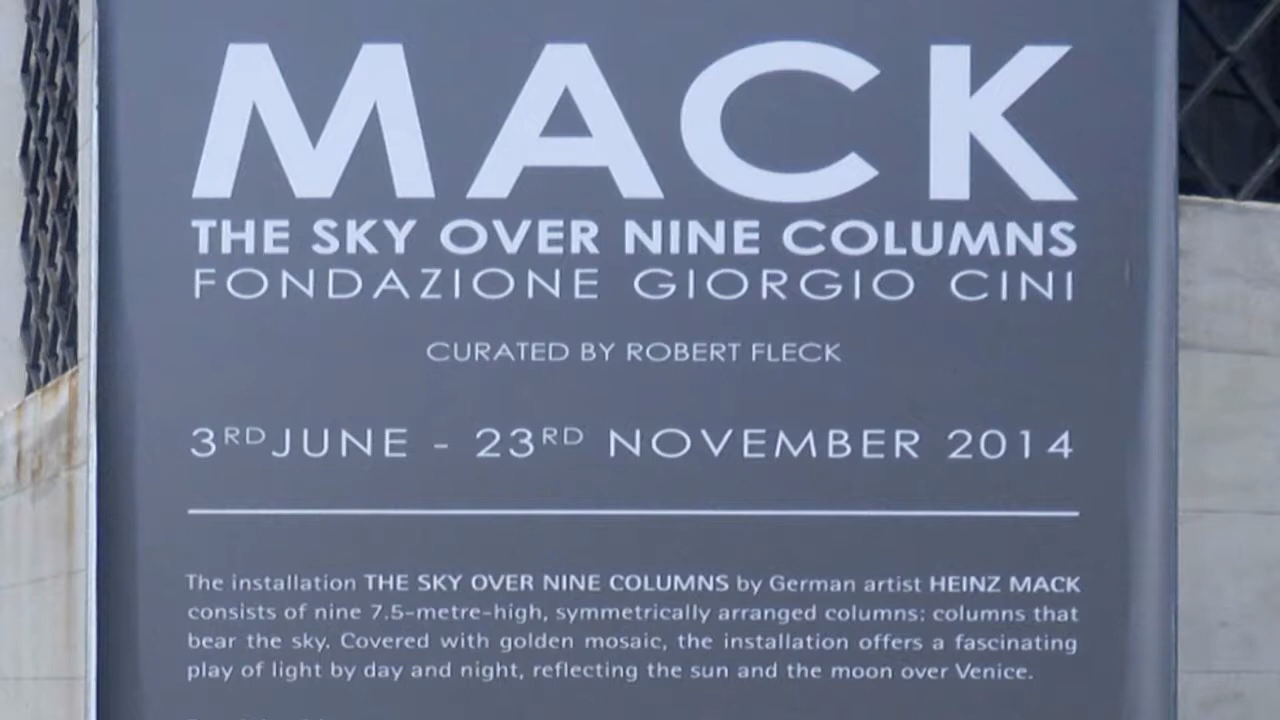 MACK
THE SKY OVER NINE COLUMNS
FONDAZIONE GIORGIO CINI
CURATED BY ROBERT FLECK
3RD JUNE - 23RD NOVEMBER 2014
The installation THE SKY OVER NINE COLUMNS by German artist HEINZ MACK
consists of nine 7.5-metre-high, symmetrically arranged columns: columns that
bear the sky. Covered with golden mosaic, the installation offers a fascinating
play of light by day and night, reflecting the sun and the moon over Venice.